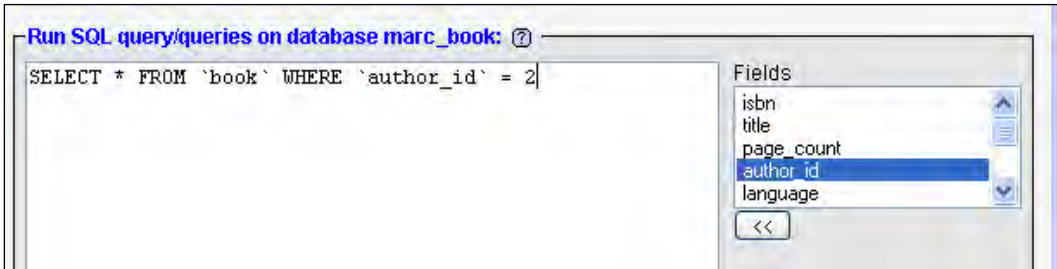 Run SQL query/queries on database marc_book: ?
SELECT * FROM `book` WHERE `author_id` = 2
Fields
isbn
title
page_count
author_id
language
<<